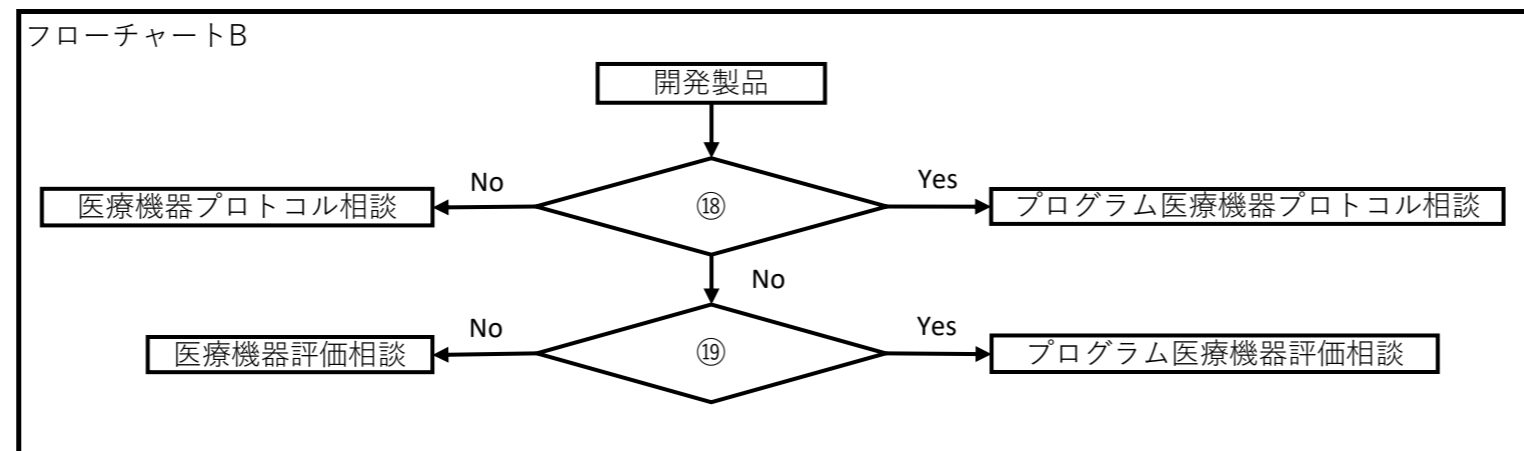 フローチャートB
開発製品
No
Yes
医療機器プロトコル相談
⑱
プログラム医療機器プロトコル相談
No
No
Yes
医療機器評価相談
⑲
プログラム医療機器評価相談